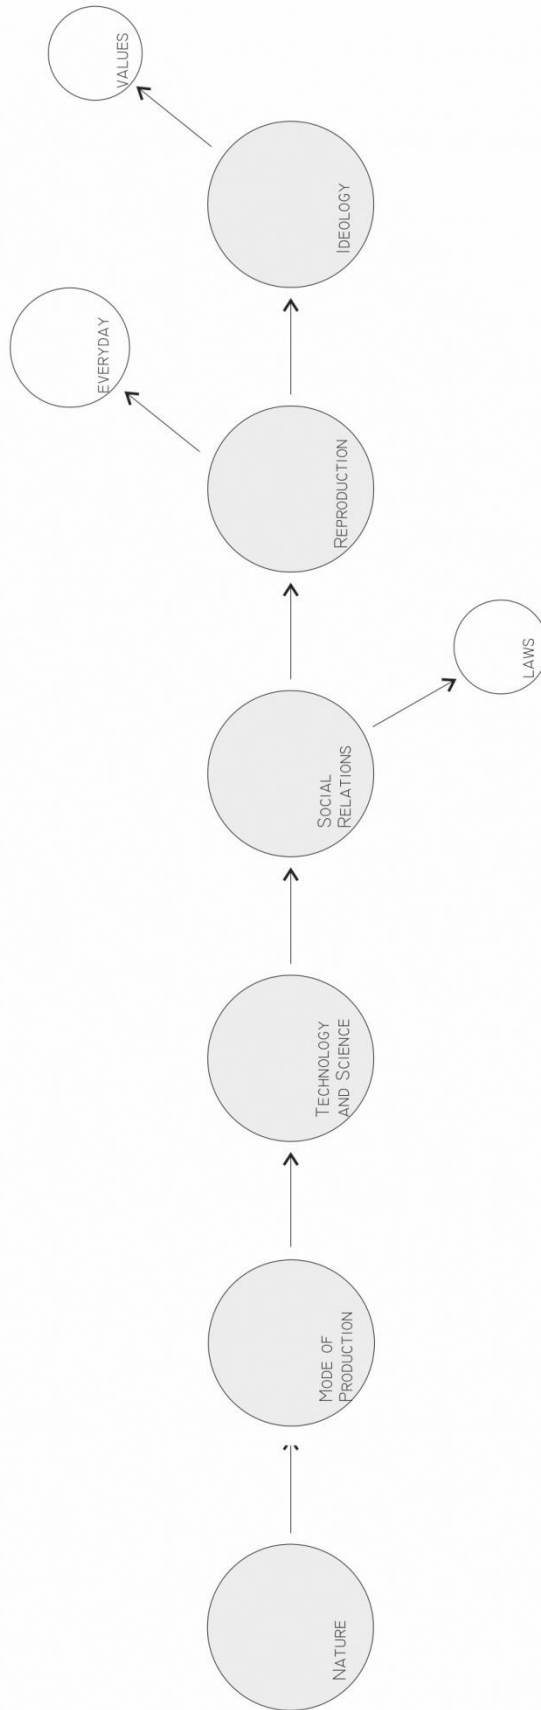 NATURE
MODE OF
PRODUCTION
TECHNOLOGY
AND SCIENCE
SOCIAL
RELATIONS
LAWS
REPRODUCTION
EVERYDAY
IDEOLOGY
VALUES